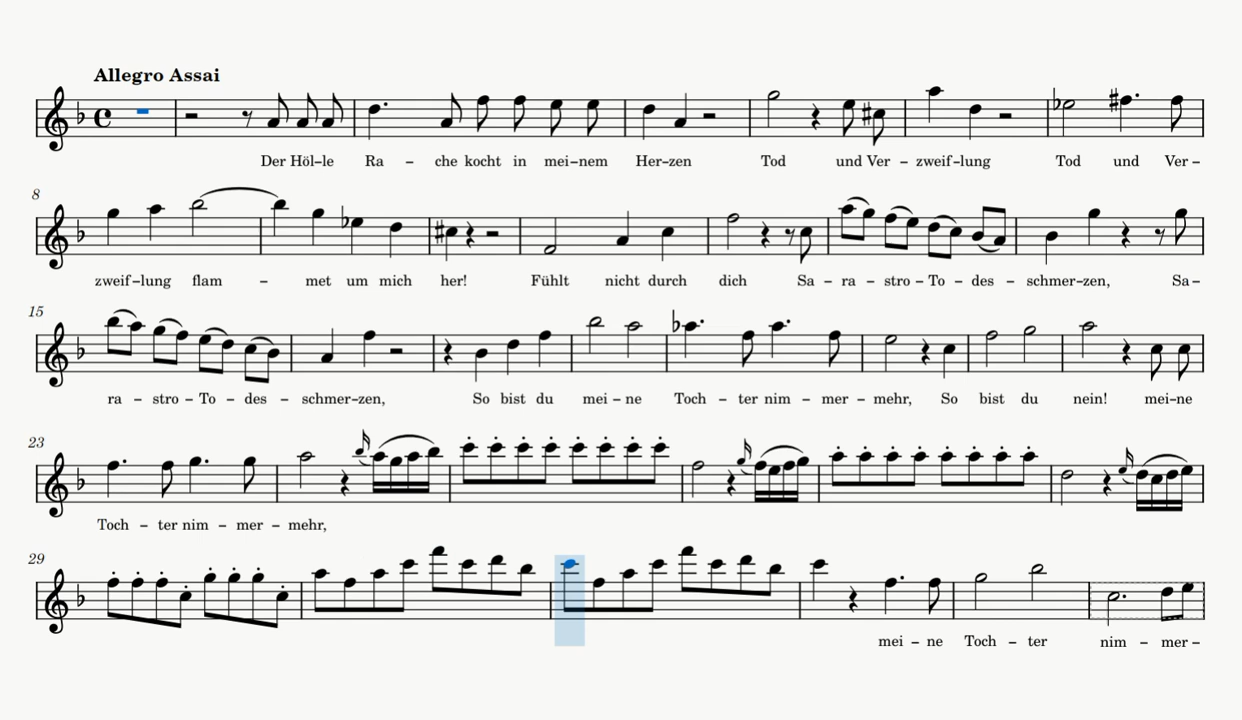 Allegro Assai
Der Höl–le Ra – che kocht in mei–nem Her–zen Tod und Ver – zweif–lung Tod und Ver –
8
zweif–lung flam – met um mich her! Fühlt nicht durch dich Sa – ra – stro – To – des – schmer–zen, Sa –
15
ra – stro – To – des – schmer–zen, So bist du mei – ne Toch – ter nim – mer – mehr, So bist du nein! mei–ne
23
Toch – ter nim – mer – mehr,
29
mei – ne Toch – ter nim – mer –